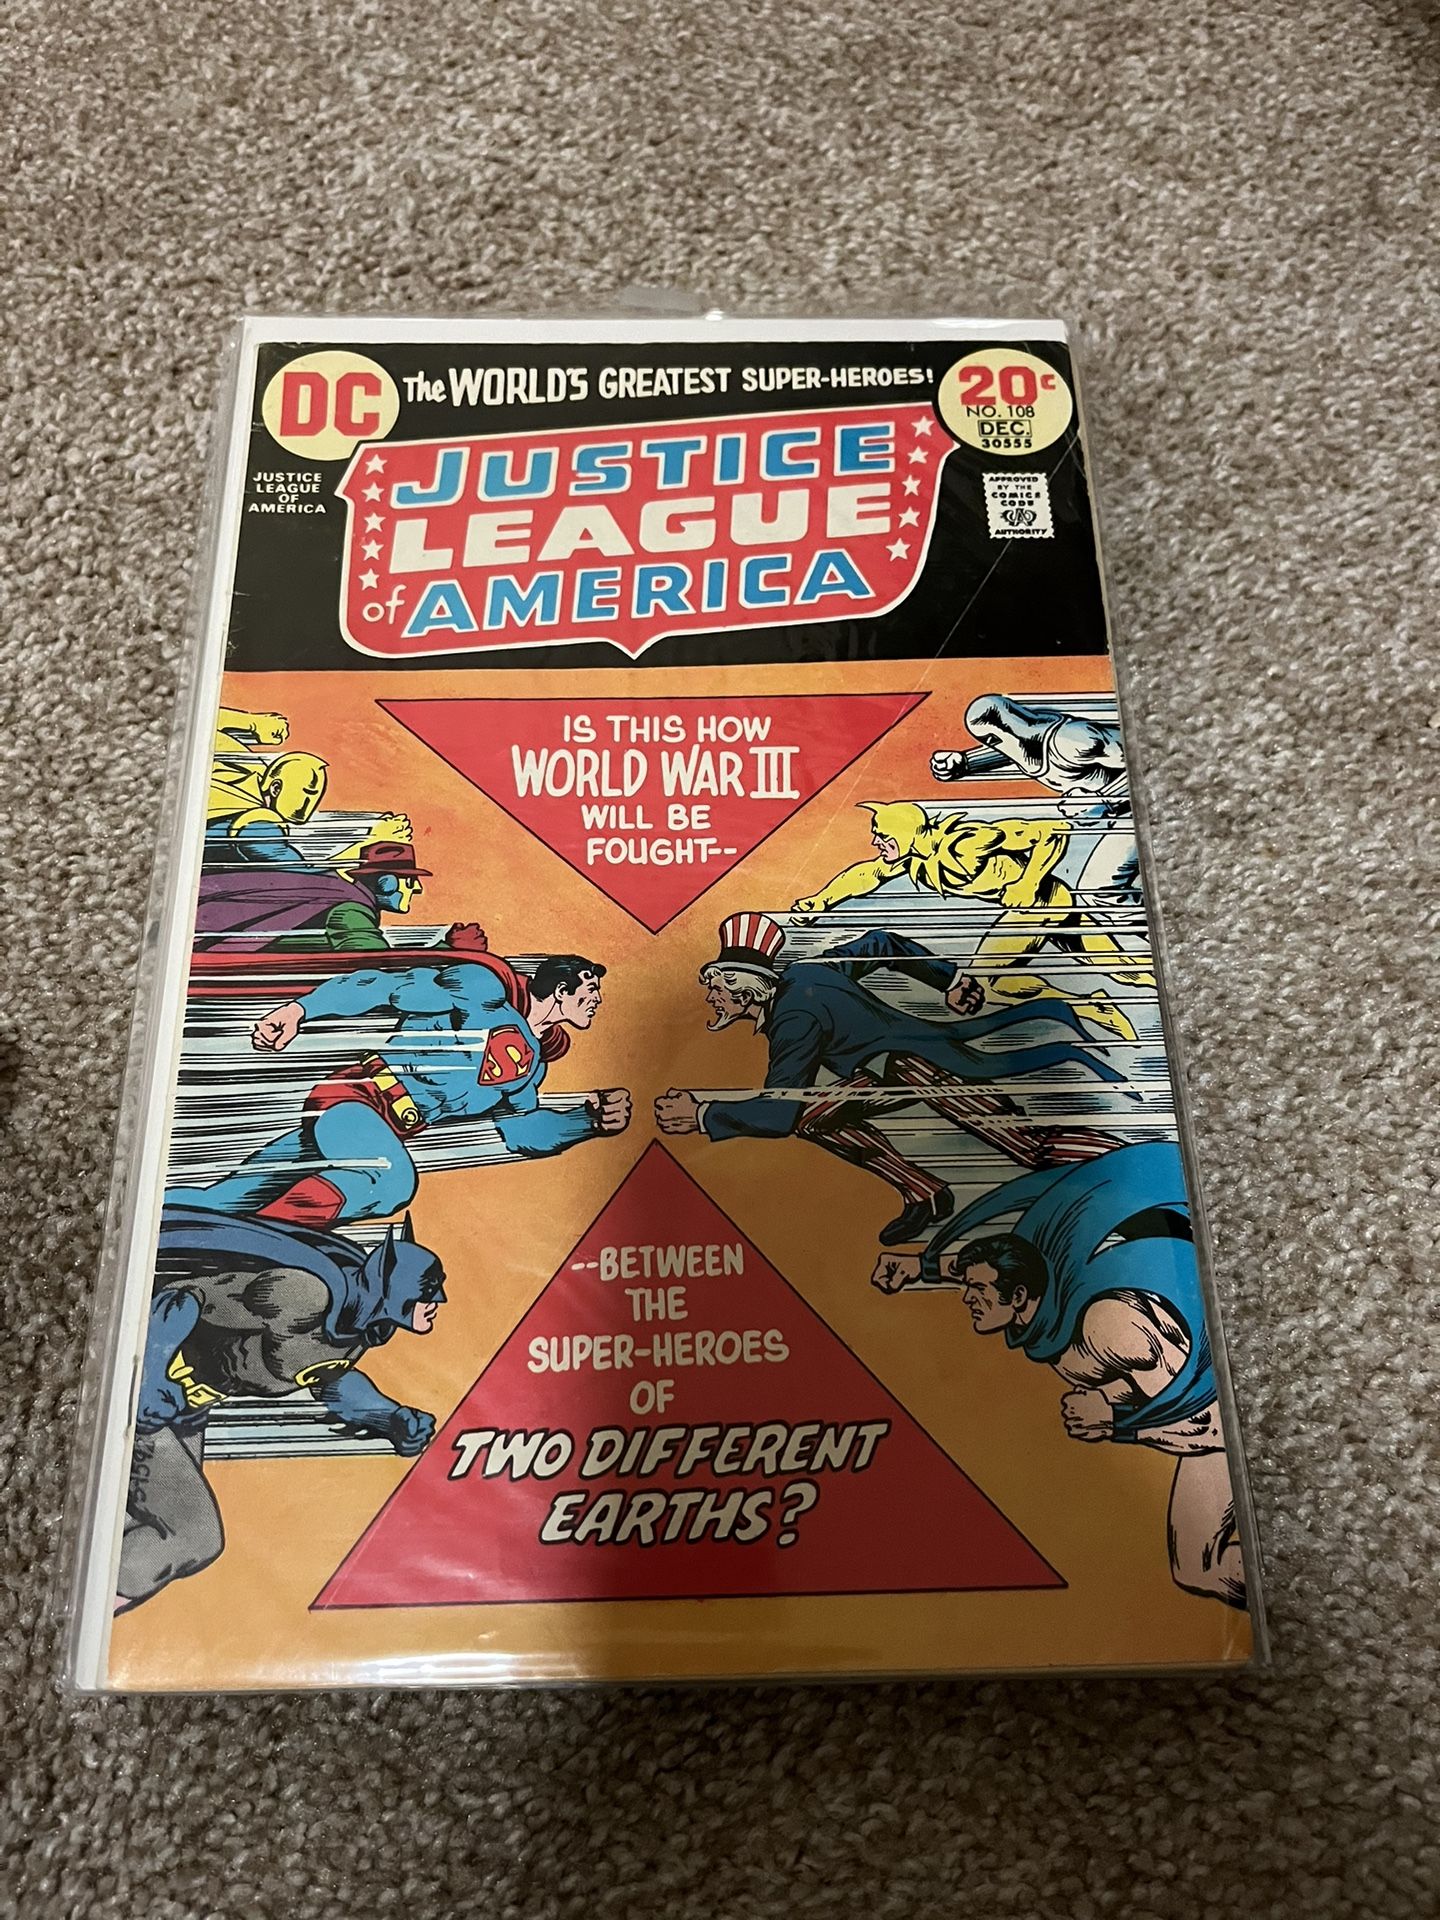 DC
The WORLD'S GREATEST SUPER-HEROES!
20c
NO. 108
DEC.
30555
JUSTICE
LEAGUE
OF
AMERICA
JUSTICE
LEAGUE
of AMERICA
APPROVED
BY THE
COMICS
CODE
CA
AUTHORITY
IS THIS HOW
WORLD WAR III
WILL BE
FOUGHT--
S
--BETWEEN
THE
SUPER-HEROES
OF
TWO DIFFERENT
EARTHS?